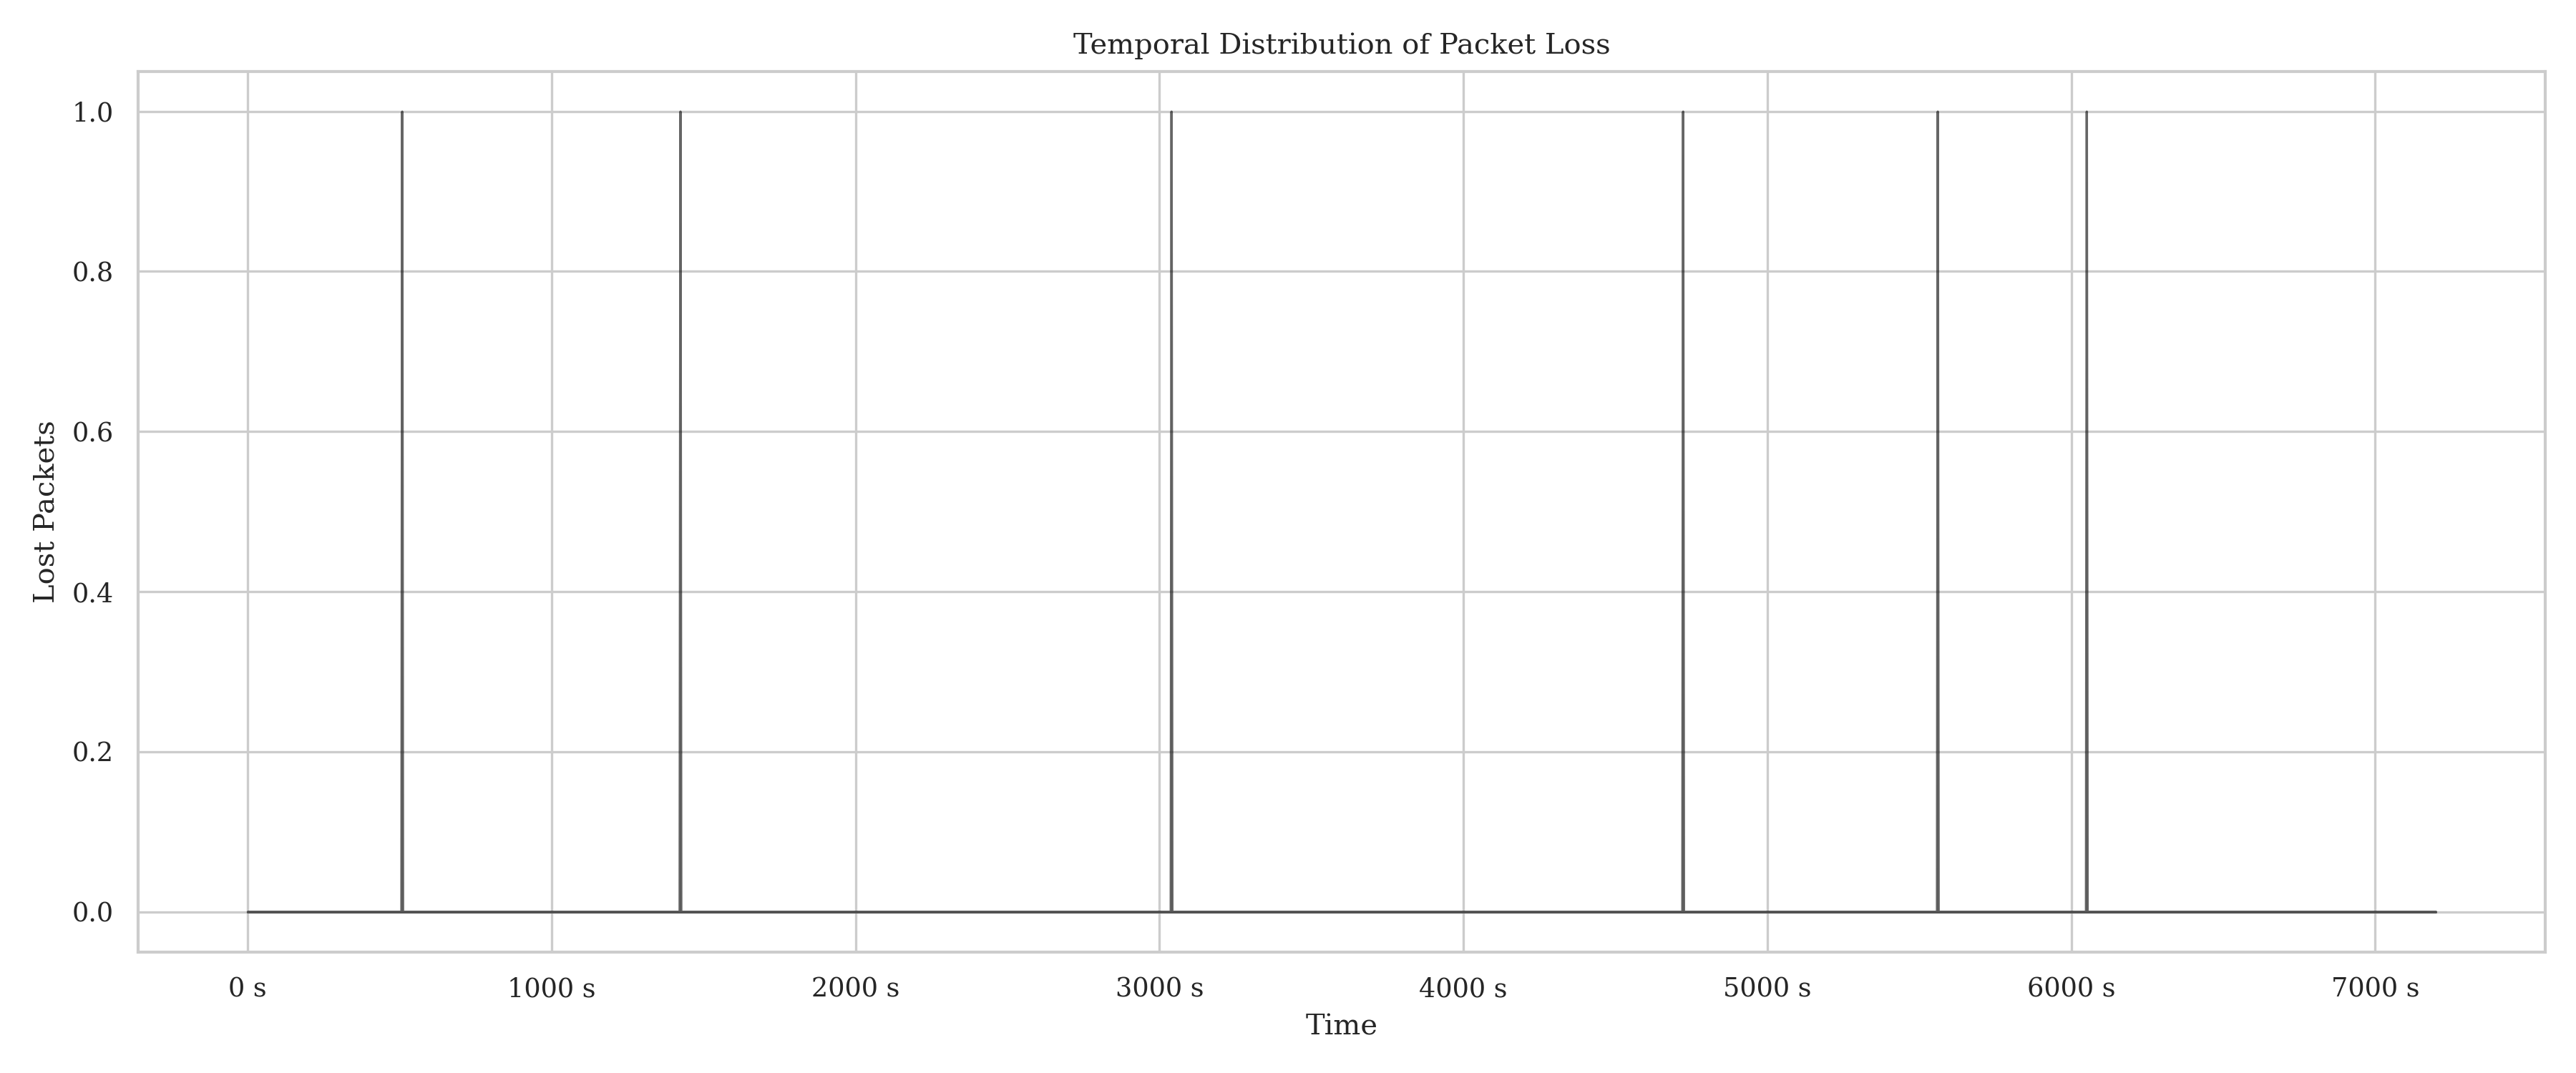 Temporal Distribution of Packet Loss
1.0
0.8
0.6
0.4
0.2
0.0
Lost Packets
0 s
1000 s
2000 s
3000 s
4000 s
5000 s
6000 s
7000 s
Time